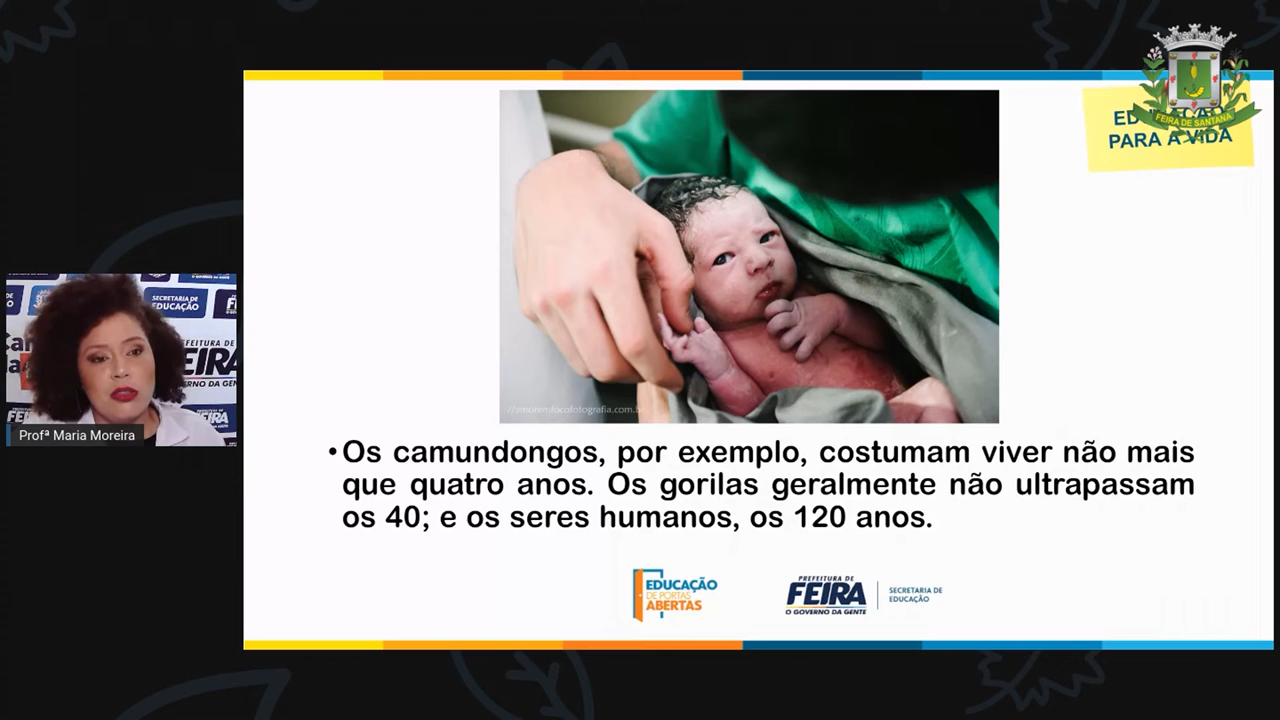 FEIRA DE SANTANA
PARA A VIDA
SECRETARIA DE
EDUCAÇÃO
Profª Maria Moreira
• Os camundongos, por exemplo, costumam viver não mais
que quatro anos. Os gorilas geralmente não ultrapassam
os 40; e os seres humanos, os 120 anos.
EDUCAÇÃO
DE PORTAS
ABERTAS
PREFEITURA DE
FEIRA
O GOVERNO DA GENTE
SECRETARIA DE
EDUCAÇÃO